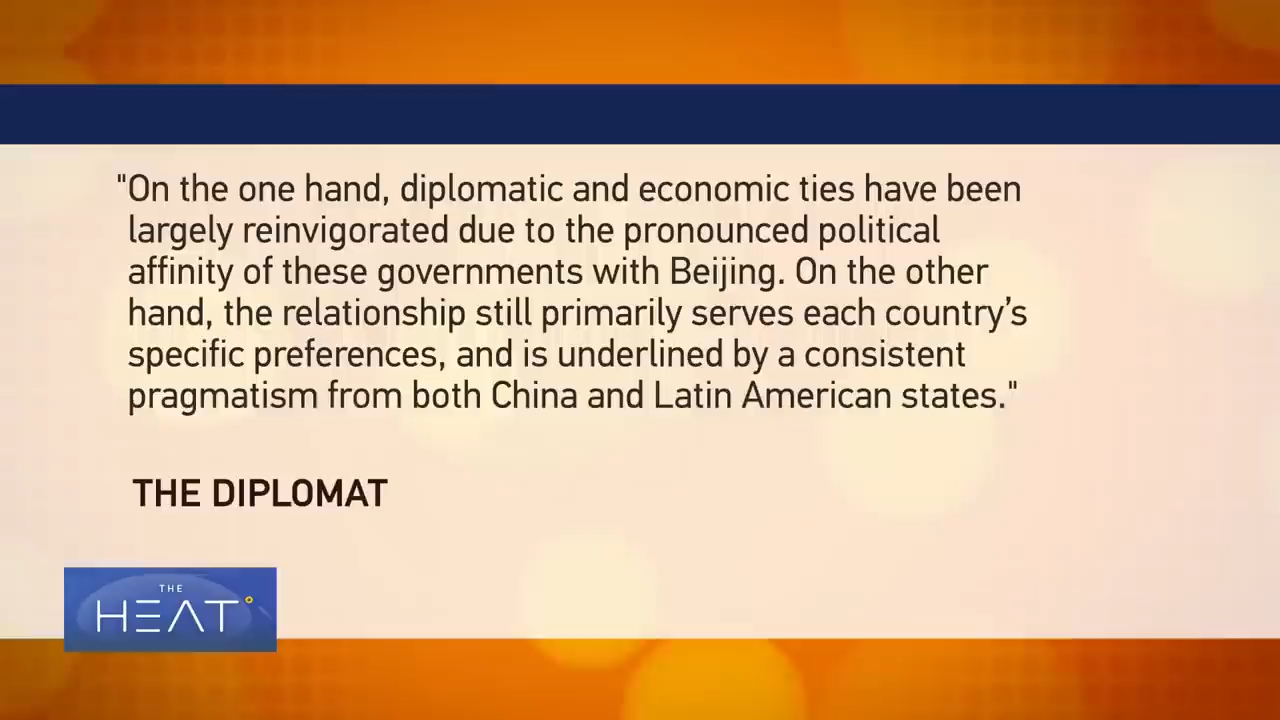 "On the one hand, diplomatic and economic ties have been
largely reinvigorated due to the pronounced political
affinity of these governments with Beijing. On the other
hand, the relationship still primarily serves each country’s
specific preferences, and is underlined by a consistent
pragmatism from both China and Latin American states."
THE DIPLOMAT
THE
HEAT